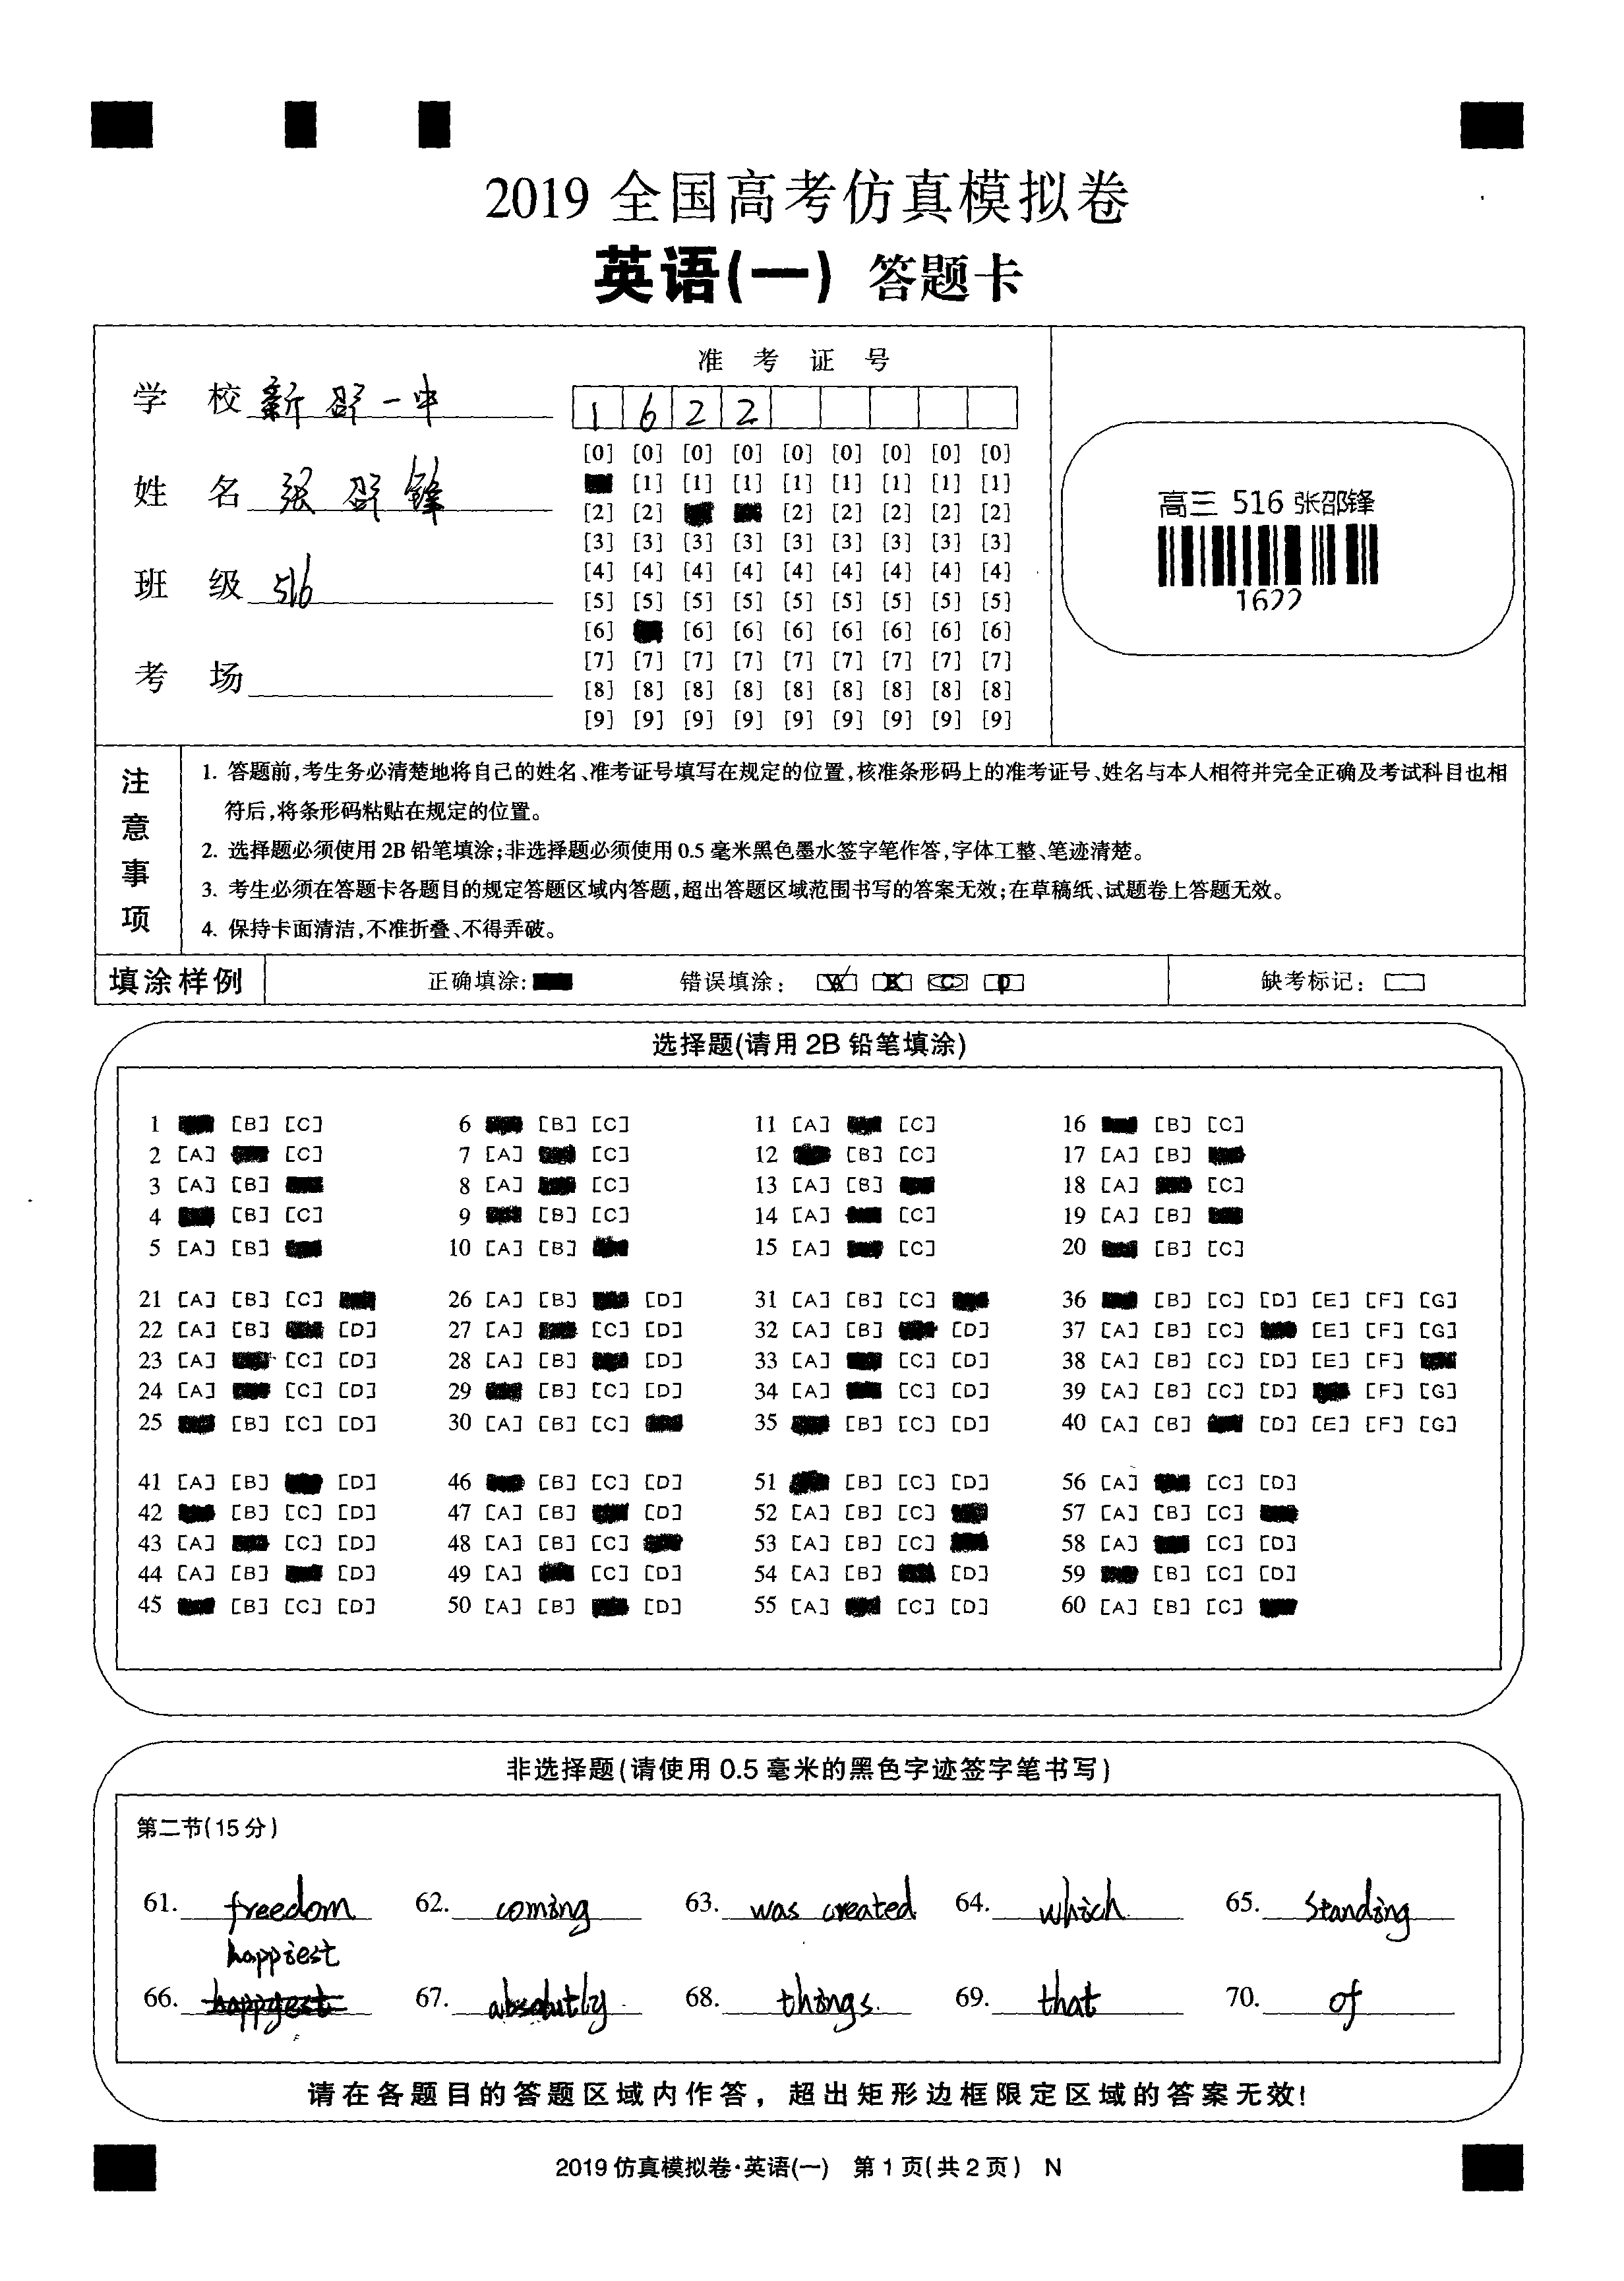 2019 全国高考仿真模拟卷
英语(一) 答题卡
学 校 新邵一中
姓 名 张邵锋
班 级 516
考 场
准 考 证 号
1 6 2 2
[0] [0] [0] [0] [0] [0] [0] [0] [0]
[1] [1] [1] [1] [1] [1] [1] [1]
[2] [2] [2] [2] [2] [2] [2]
[3] [3] [3] [3] [3] [3] [3] [3] [3]
[4] [4] [4] [4] [4] [4] [4] [4] [4]
[5] [5] [5] [5] [5] [5] [5] [5] [5]
[6] [6] [6] [6] [6] [6] [6] [6]
[7] [7] [7] [7] [7] [7] [7] [7] [7]
[8] [8] [8] [8] [8] [8] [8] [8] [8]
[9] [9] [9] [9] [9] [9] [9] [9] [9]
高三 516 张邵锋
1622
注意事项
1. 答题前,考生务必清楚地将自己的姓名、准考证号填写在规定的位置,核准条形码上的准考证号、姓名与本人相符并完全正确及考试科目也相
符后,将条形码粘贴在规定的位置。
2. 选择题必须使用2B铅笔填涂;非选择题必须使用0.5毫米黑色墨水签字笔作答,字体工整、笔迹清楚。
3. 考生必须在答题卡各题目的规定答题区域内答题,超出答题区域范围书写的答案无效;在草稿纸、试题卷上答题无效。
4. 保持卡面清洁,不准折叠、不得弄破。
填涂样例 正确填涂: 错误填涂: A B C D 缺考标记:
选择题(请用2B铅笔填涂)
1 [B] [C] 6 [B] [C] 11 [A] [C] 16 [B] [C]
2 [A] [C] 7 [A] [C] 12 [B] [C] 17 [A] [B]
3 [A] [B] 8 [A] [C] 13 [A] [B] 18 [A] [C]
4 [B] [C] 9 [B] [C] 14 [A] [C] 19 [A] [B]
5 [A] [B] 10 [A] [B] 15 [A] [C] 20 [B] [C]
21 [A] [B] [C] 26 [A] [B] [D] 31 [A] [B] [C] 36 [B] [C] [D] [E] [F] [G]
22 [A] [B] [D] 27 [A] [C] [D] 32 [A] [B] [D] 37 [A] [B] [C] [E] [F] [G]
23 [A] [C] [D] 28 [A] [B] [D] 33 [A] [C] [D] 38 [A] [B] [C] [D] [E] [F]
24 [A] [C] [D] 29 [B] [C] [D] 34 [A] [C] [D] 39 [A] [B] [C] [D] [F] [G]
25 [B] [C] [D] 30 [A] [B] [C] 35 [B] [C] [D] 40 [A] [B] [D] [E] [F] [G]
41 [A] [B] [D] 46 [B] [C] [D] 51 [B] [C] [D] 56 [A] [C] [D]
42 [B] [C] [D] 47 [A] [B] [D] 52 [A] [B] [C] 57 [A] [B] [C]
43 [A] [C] [D] 48 [A] [B] [C] 53 [A] [B] [C] 58 [A] [C] [D]
44 [A] [B] [D] 49 [A] [C] [D] 54 [A] [B] [D] 59 [B] [C] [D]
45 [B] [C] [D] 50 [A] [B] [D] 55 [A] [C] [D] 60 [A] [B] [C]
非选择题(请使用0.5毫米的黑色字迹签字笔书写)
第二节(15分)
61. freedom 62. coming 63. was created 64. which 65. standing
happiest
66. happyest 67. absolutly 68. things. 69. that 70. of
请在各题目的答题区域内作答，超出矩形边框限定区域的答案无效!
2019仿真模拟卷·英语(一) 第1页(共2页) N